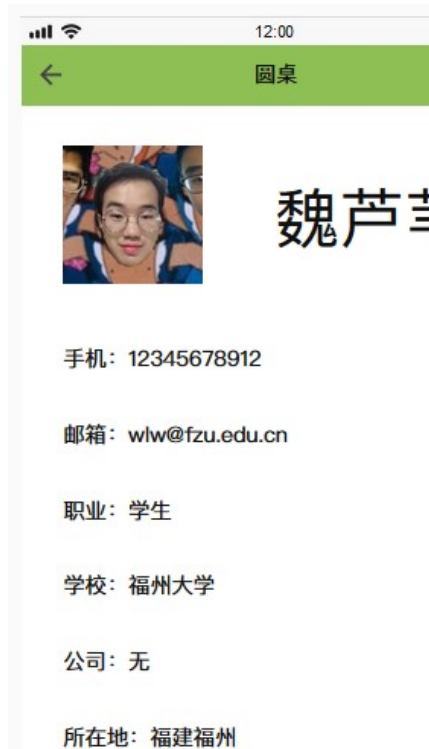 12:00
圆桌
魏芦
手机：12345678912
邮箱：wlw@fzu.edu.cn
职业：学生
学校：福州大学
公司：无
所在地：福建福州